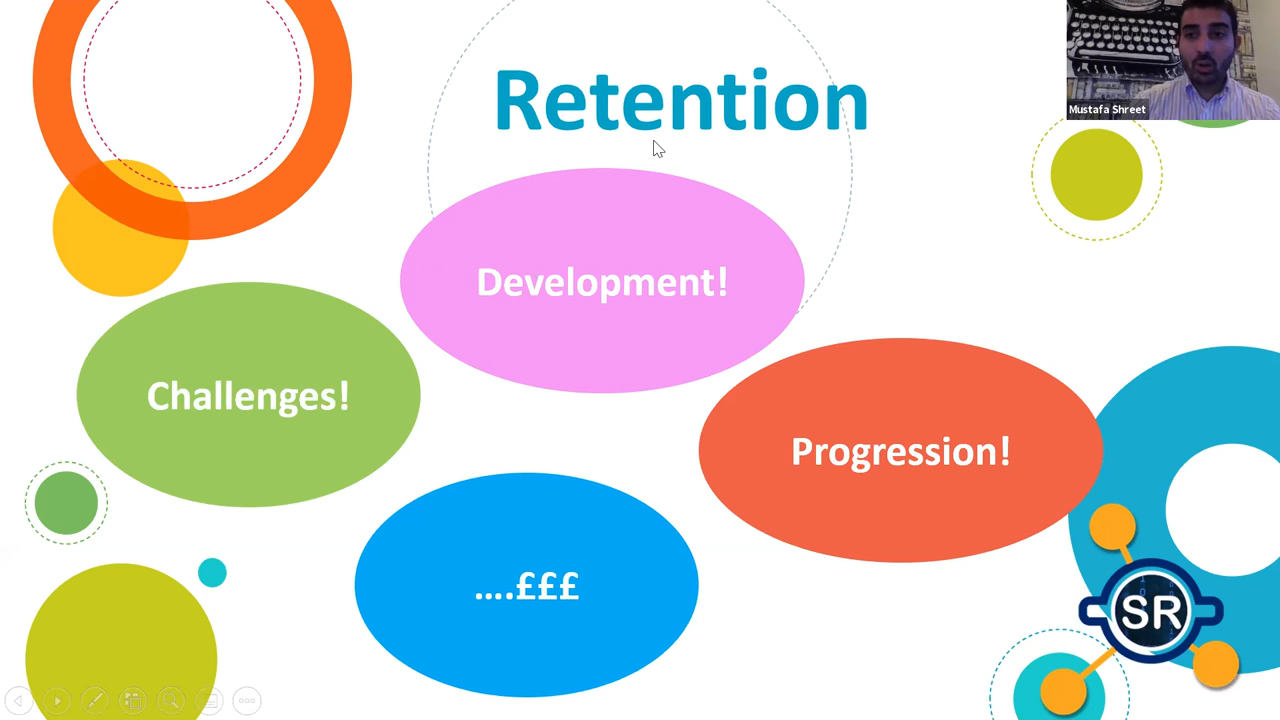 Retention
Mustafa Shreet
Development!
Challenges!
Progression!
....£££
SR